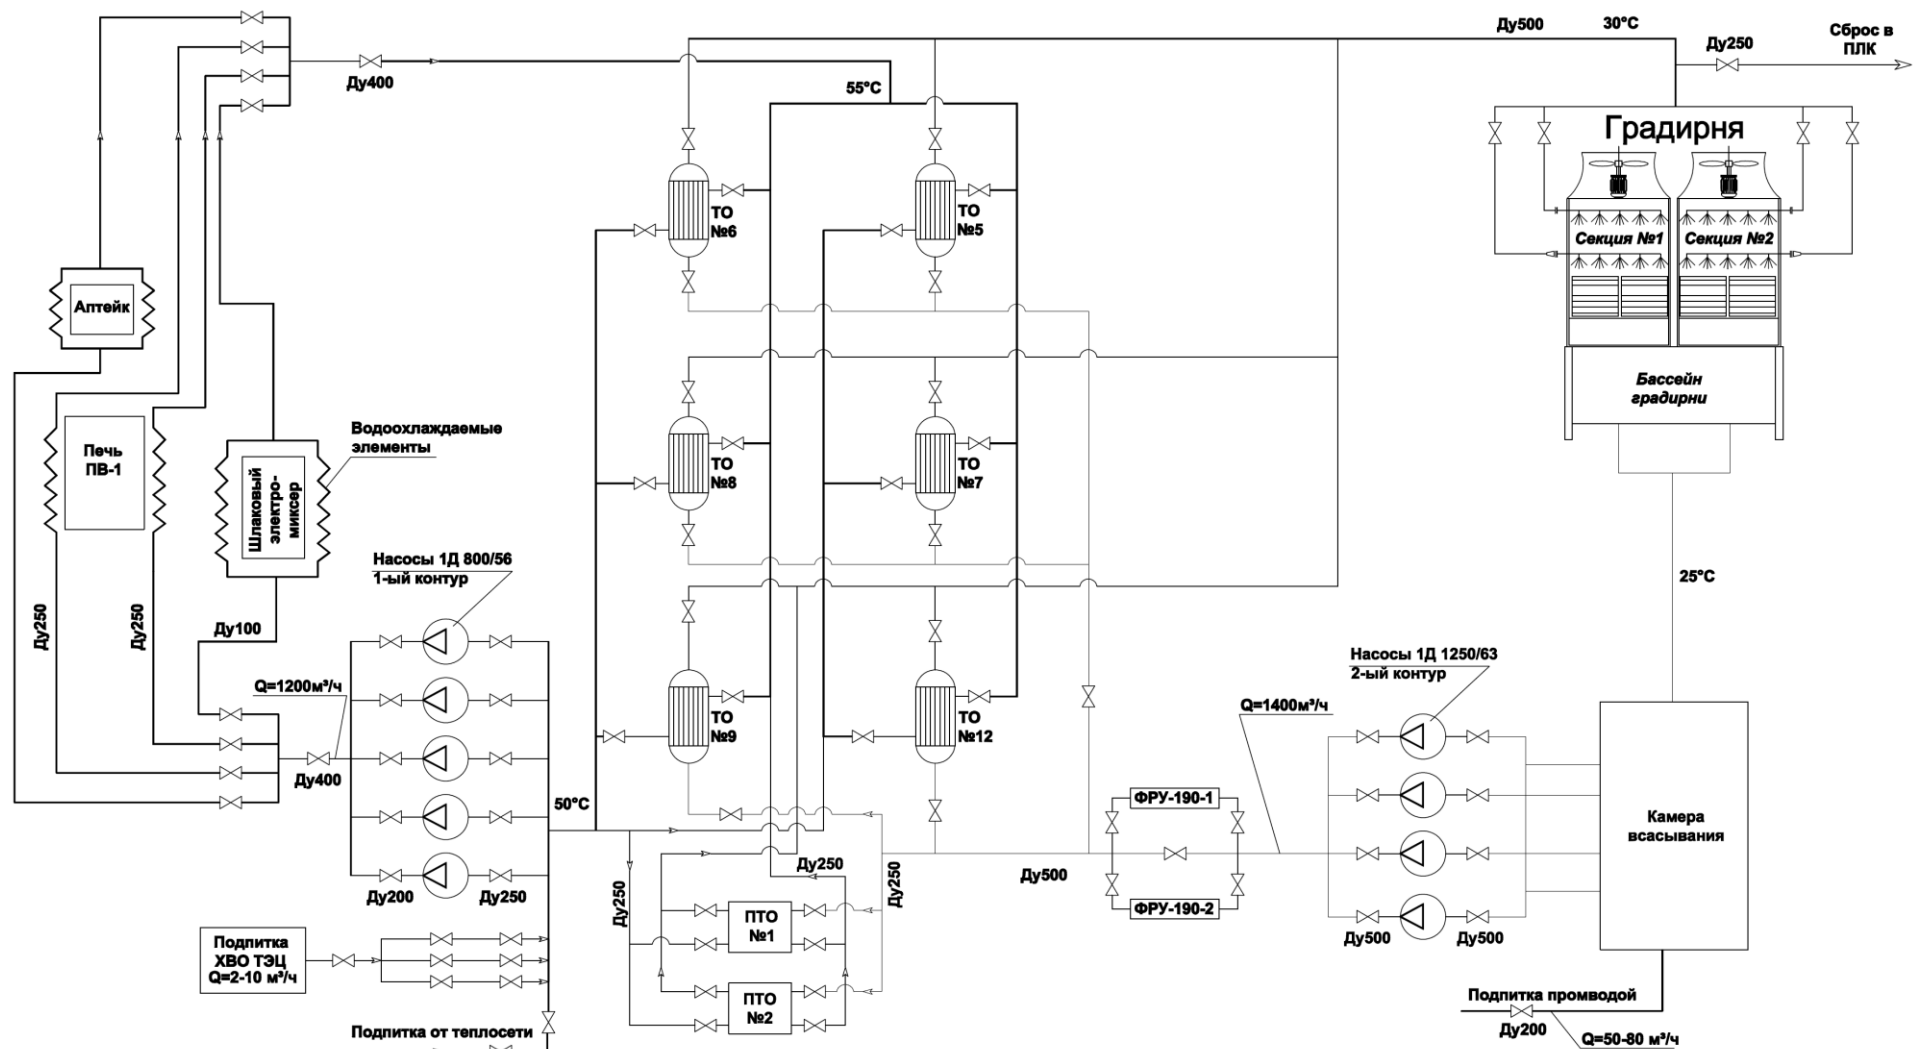 Ду500
30°C
Ду250
Сброс в
ПЛК
Ду400
55°C
Градирня
ТО
№6
ТО
№5
Секция №1
Секция №2
Аптейк
Бассейн
градирни
Водоохлаждаемые
элементы
Печь
ПВ-1
ТО
№8
ТО
№7
Шлаковый
электро-
миксер
Насосы 1Д 800/56
1-ый контур
25°C
Ду250
Ду250
Ду100
Насосы 1Д 1250/63
2-ый контур
Q=1200м³/ч
Q=1400м³/ч
ТО
№9
ТО
№12
Ду400
50°C
ФРУ-190-1
Камера
всасывания
Ду250
Ду500
Ду200
Ду250
Ду250
Ду250
ФРУ-190-2
ПТО
№1
Ду500
Ду500
Подпитка
ХВО ТЭЦ
Q=2-10 м³/ч
ПТО
№2
Подпитка промводой
Подпитка от теплосети
Ду200
Q=50-80 м³/ч